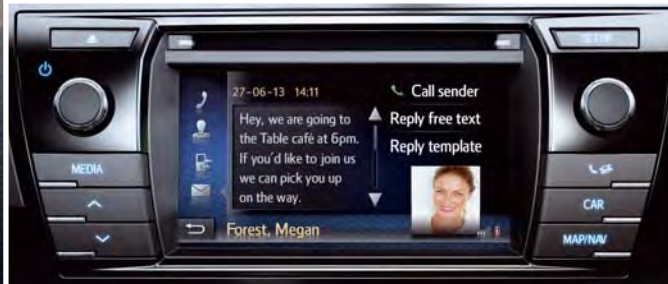 27-06-13 14:11
Hey, we are going to
the Table café at 6pm.
If you'd like to join us
we can pick you up
on the way.
Call sender
Reply free text
Reply template
Forest, Megan
MEDIA
CAR
MAP/NAV